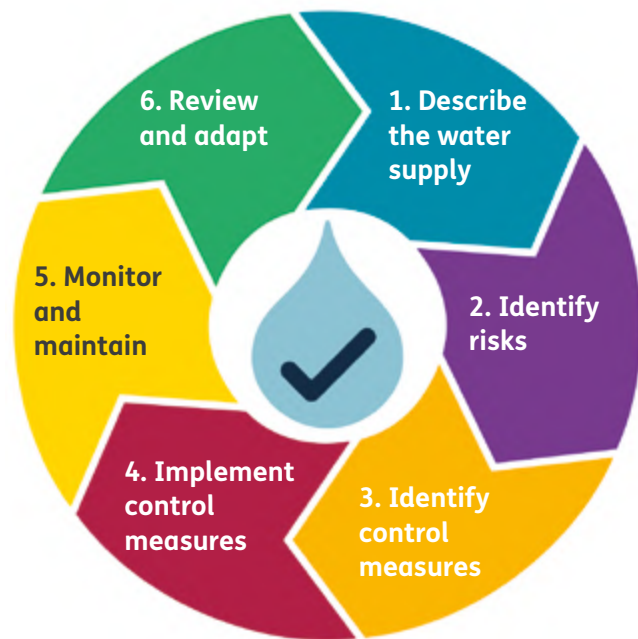 1. Describe
the water
supply
2. Identify
risks
3. Identify
control
measures
4. Implement
control
measures
5. Monitor
and
maintain
6. Review
and adapt